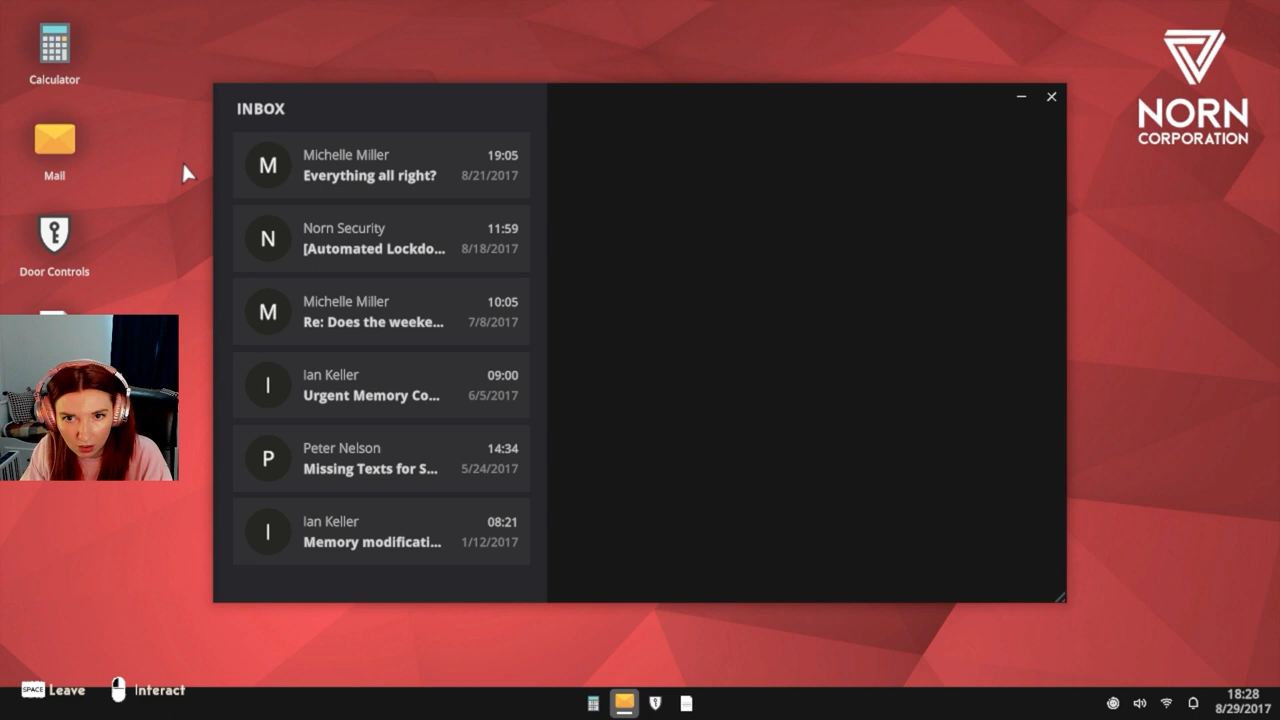 Calculator
Mail
Door Controls
NORN
CORPORATION
INBOX
M
Michelle Miller 19:05
Everything all right? 8/21/2017
N
Norn Security 11:59
[Automated Lockdo... 8/18/2017
M
Michelle Miller 10:05
Re: Does the weeke... 7/8/2017
I
Ian Keller 09:00
Urgent Memory Co... 6/5/2017
P
Peter Nelson 14:34
Missing Texts for S... 5/24/2017
I
Ian Keller 08:21
Memory modificati... 1/12/2017
SPACE Leave Interact
18:28
8/29/2017